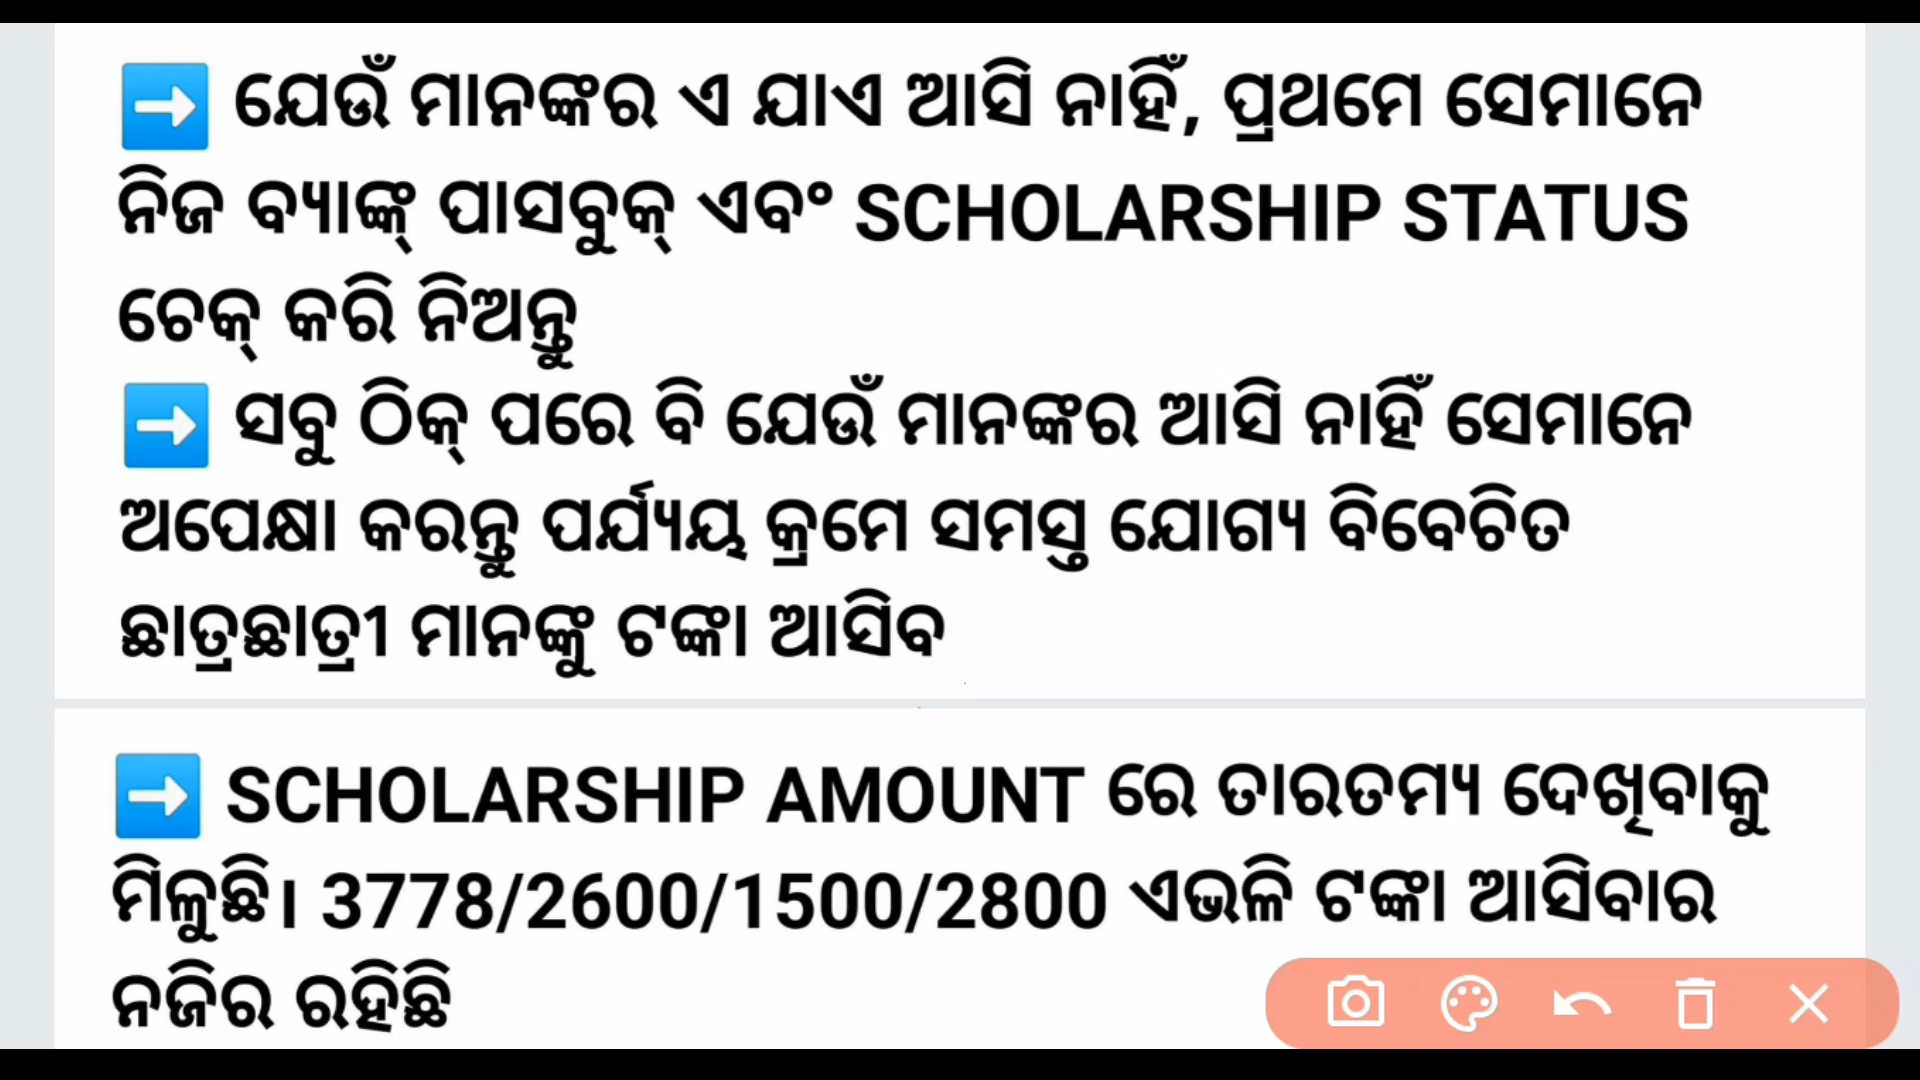 ➡ ଯେଉଁ ମାନଙ୍କର ଏ ଯାଏ ଆସି ନାହିଁ, ପ୍ରଥମେ ସେମାନେ
ନିଜ ବ୍ୟାଙ୍କ୍ ପାସବୁକ୍ ଏବଂ SCHOLARSHIP STATUS
ଚେକ୍ କରି ନିଅନ୍ତୁ
➡ ସବୁ ଠିକ୍ ପରେ ବି ଯେଉଁ ମାନଙ୍କର ଆସି ନାହିଁ ସେମାନେ
ଅପେକ୍ଷା କରନ୍ତୁ ପର୍ଯ୍ୟୟ କ୍ରମେ ସମସ୍ତ ଯୋଗ୍ୟ ବିବେଚିତ
ଛାତ୍ରଛାତ୍ରୀ ମାନଙ୍କୁ ଟଙ୍କା ଆସିବ
➡ SCHOLARSHIP AMOUNT ରେ ତାରତମ୍ୟ ଦେଖିବାକୁ
ମିଳୁଛି। 3778/2600/1500/2800 ଏଭଳି ଟଙ୍କା ଆସିବାର
ନଜିର ରହିଛି